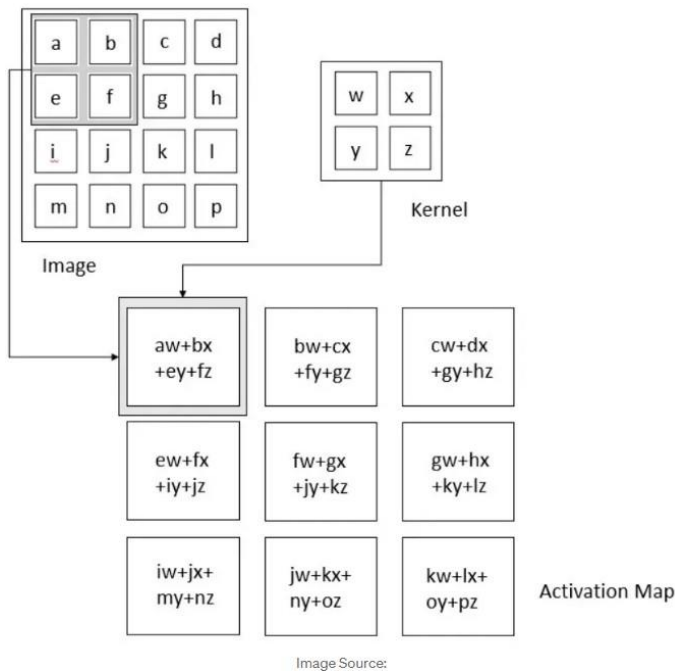 a b c d
e f g h
i j k l
m n o p
Image
w x
y z
Kernel
aw+bx
+ey+fz
bw+cx
+fy+gz
cw+dx
+gy+hz
ew+fx
+iy+jz
fw+gx
+jy+kz
gw+hx
+ky+lz
iw+jx+
my+nz
jw+kx+
ny+oz
kw+lx+
oy+pz
Activation Map
Image Source: